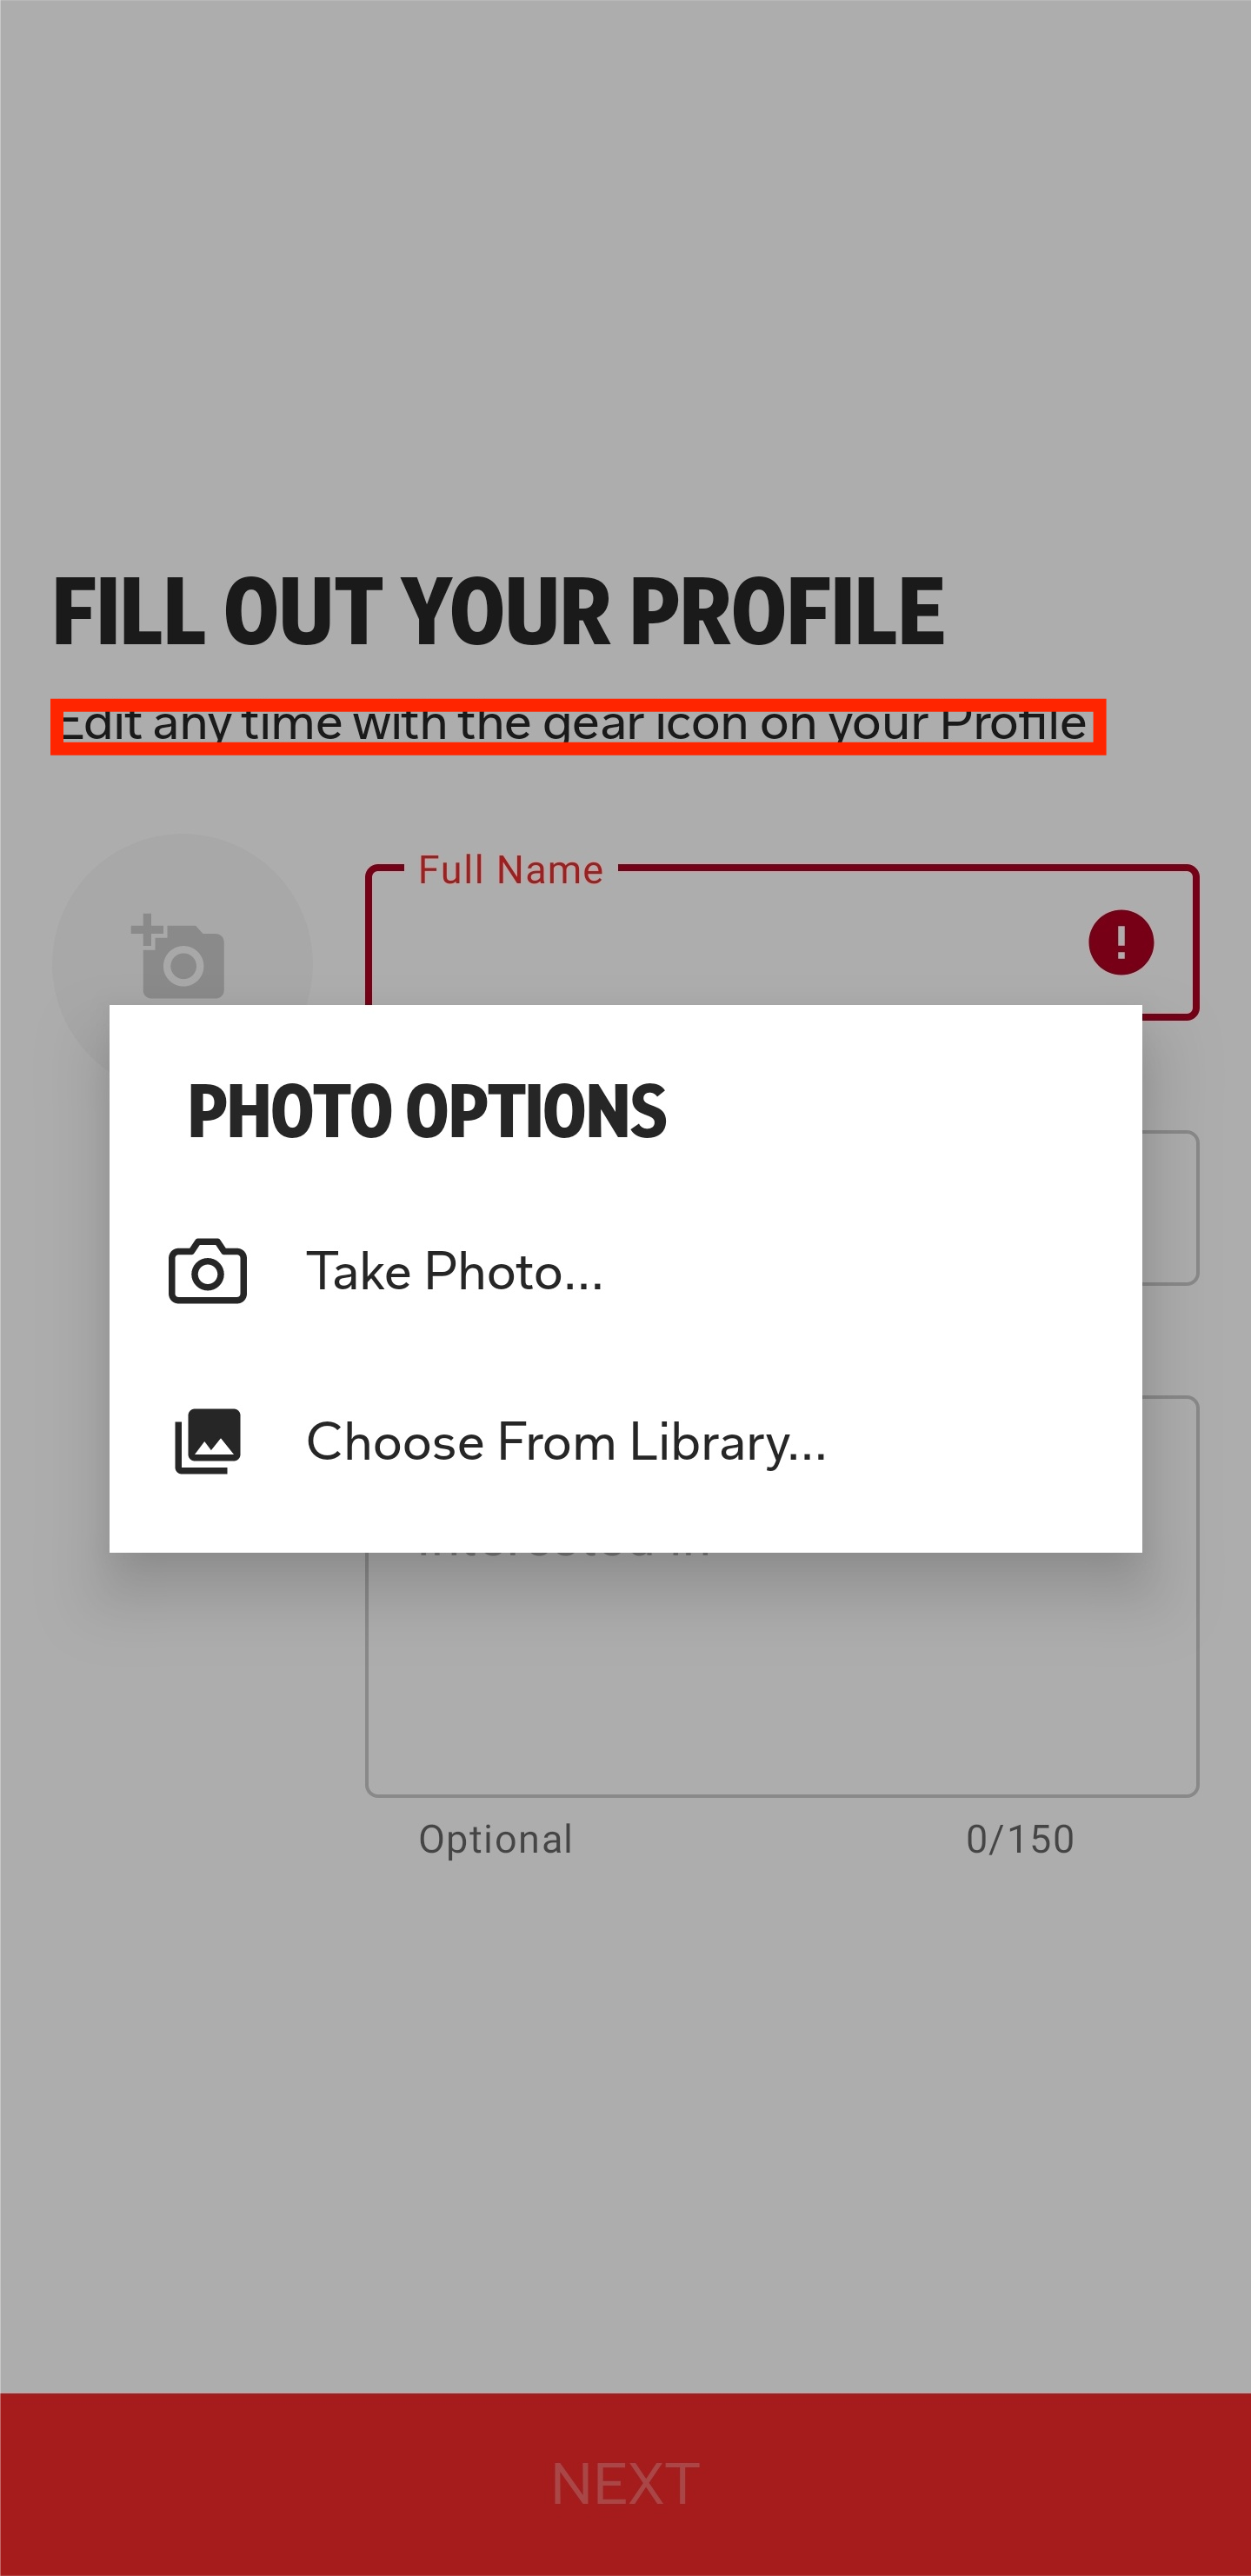 FILL OUT YOUR PROFILE
Edit any time with the gear icon on your Profile
Full Name
PHOTO OPTIONS
Take Photo...
Choose From Library...
Optional
0/150
NEXT